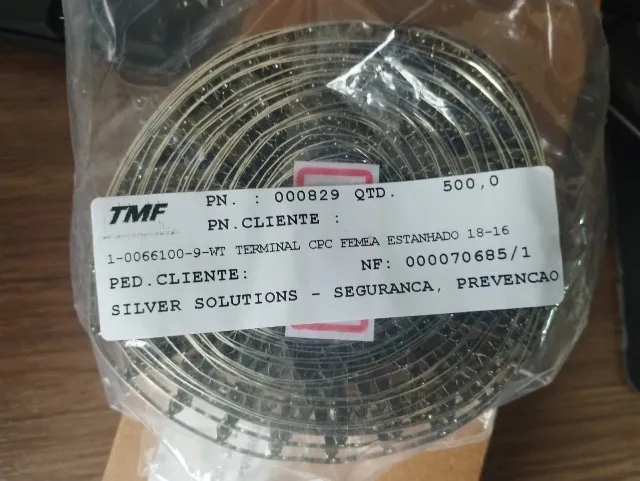 TMF
PN. : 000829 QTD. 500,0
PN.CLIENTE :
1-0066100-9-WT TERMINAL CPC FEMEA ESTANHADO 18-16
PED.CLIENTE: NF: 000070685/1
SILVER SOLUTIONS - SEGURANCA, PREVENCAO